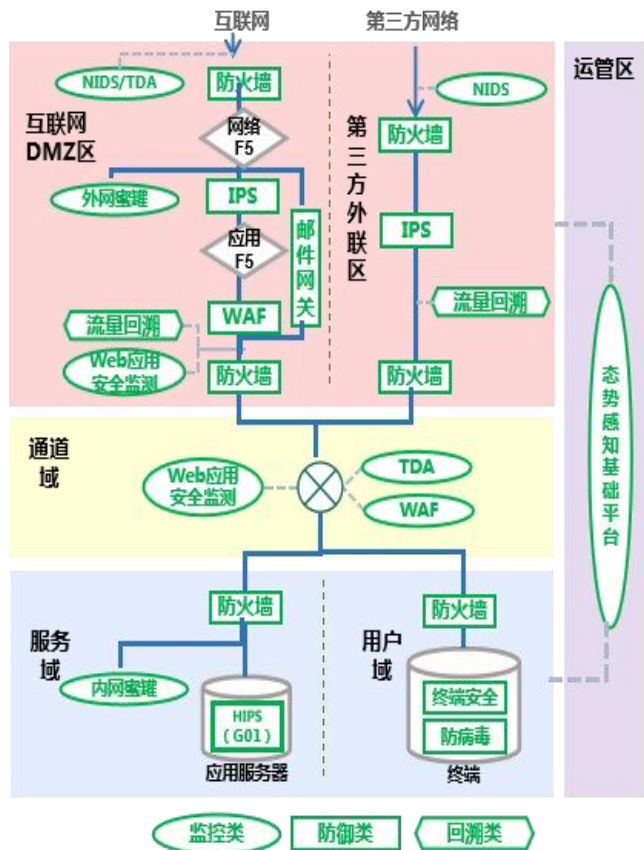 互联网
第三方网络
NIDS/TDA
防火墙
NIDS
运管区
互联网
DMZ区
网络
F5
第三方外联区
防火墙
外网蜜罐
IPS
邮件网关
IPS
应用
F5
流量回溯
WAF
流量回溯
Web应用
安全监测
防火墙
防火墙
态势感知基础平台
通道
域
Web应用
安全监测
TDA
WAF
服务
域
防火墙
用户
域
防火墙
内网蜜罐
HIPS
(G01)
应用服务器
终端安全
防病毒
终端
监控类
防御类
回溯类